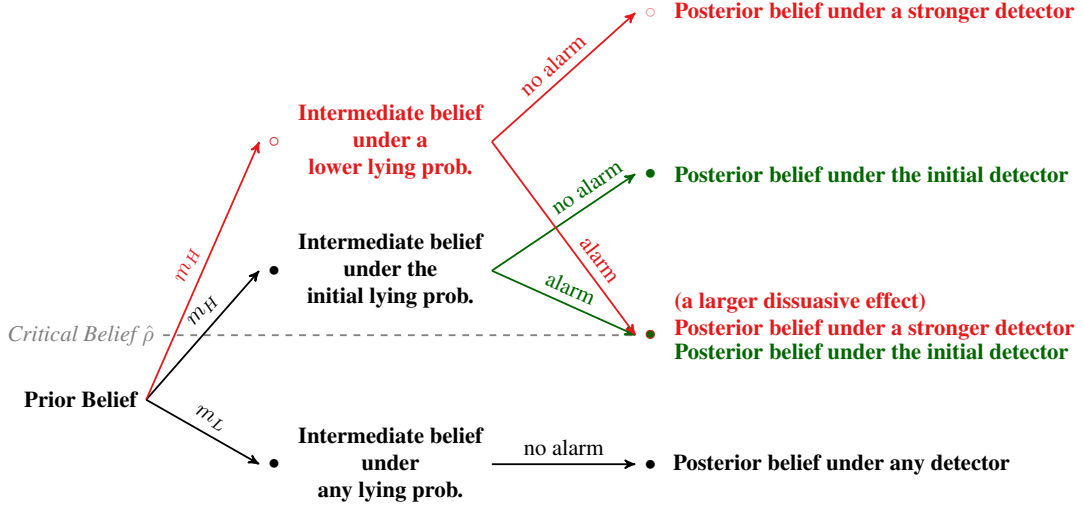 Posterior belief under a stronger detector
no alarm
Intermediate belief
under a
lower lying prob.
Posterior belief under the initial detector
no alarm
m_H
alarm
Intermediate belief
under the
initial lying prob.
m_H
alarm
(a larger dissuasive effect)
Critical Belief ρ̂
Posterior belief under a stronger detector
Posterior belief under the initial detector
Prior Belief
m_L
Intermediate belief
under
any lying prob.
no alarm
Posterior belief under any detector